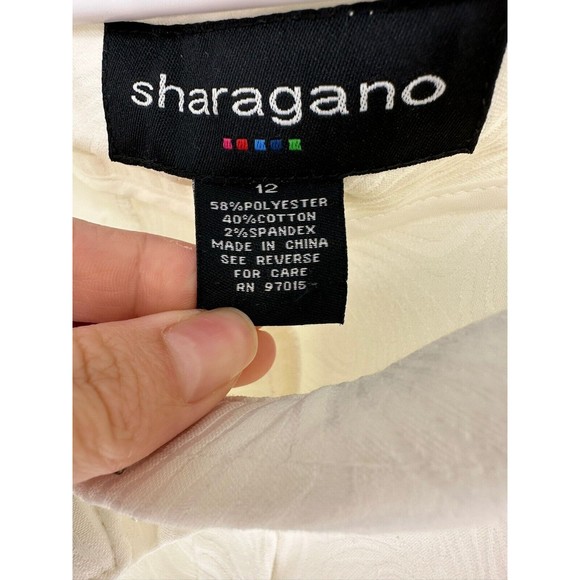 sharagano
12
58%POLYESTER
40%COTTON
2%SPANDEX
MADE IN CHINA
SEE REVERSE
FOR CARE
RN 97015